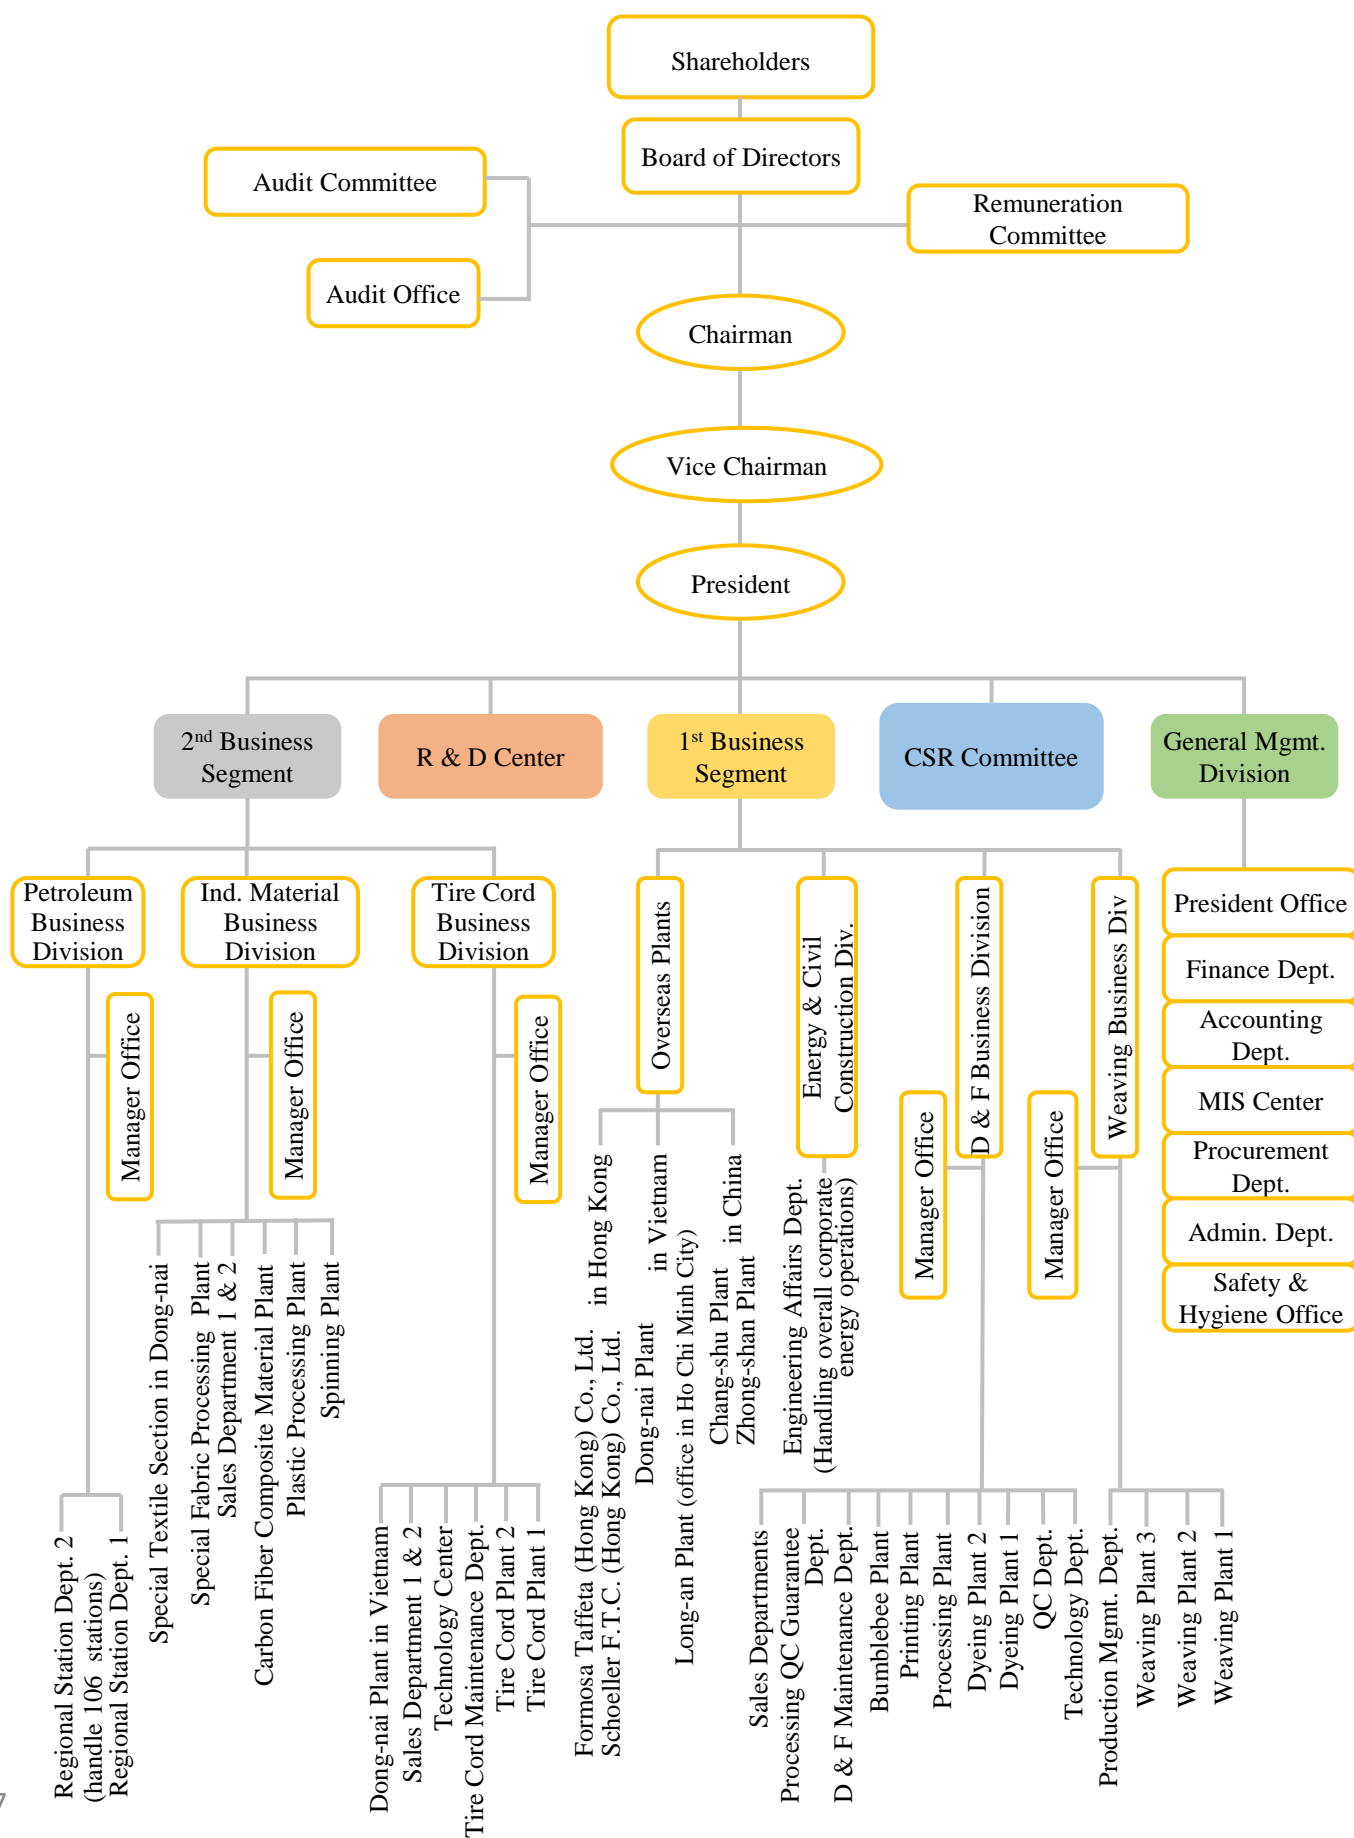 Shareholders
Board of Directors
Audit Committee
Remuneration
Committee
Audit Office
Chairman
Vice Chairman
President
2nd Business
Segment
R & D Center
1st Business
Segment
CSR Committee
General Mgmt.
Division
Petroleum
Business
Division
Ind. Material
Business
Division
Tire Cord
Business
Division
Overseas Plants
Energy & Civil
Construction Div.
D & F Business Division
Weaving Business Div
President Office
Finance Dept.
Accounting
Dept.
MIS Center
Procurement
Dept.
Admin. Dept.
Safety &
Hygiene Office
Manager Office
Manager Office
Manager Office
Manager Office
Manager Office
Regional Station Dept. 2
(handle 106 stations)
Regional Station Dept. 1
Special Textile Section in Dong-nai
Special Fabric Processing Plant
Sales Department 1 & 2
Carbon Fiber Composite Material Plant
Plastic Processing Plant
Spinning Plant
Dong-nai Plant in Vietnam
Sales Department 1 & 2
Technology Center
Tire Cord Maintenance Dept.
Tire Cord Plant 2
Tire Cord Plant 1
Formosa Taffeta (Hong Kong) Co., Ltd. in Hong Kong
Schoeller F.T.C. (Hong Kong) Co., Ltd.
Dong-nai Plant in Vietnam
Long-an Plant (office in Ho Chi Minh City)
Chang-shu Plant in China
Zhong-shan Plant
Engineering Affairs Dept.
(Handling overall corporate
energy operations)
Sales Departments
Processing QC Guarantee
Dept.
D & F Maintenance Dept.
Bumblebee Plant
Printing Plant
Processing Plant
Dyeing Plant 2
Dyeing Plant 1
QC Dept.
Technology Dept.
Production Mgmt. Dept.
Weaving Plant 3
Weaving Plant 2
Weaving Plant 1
7